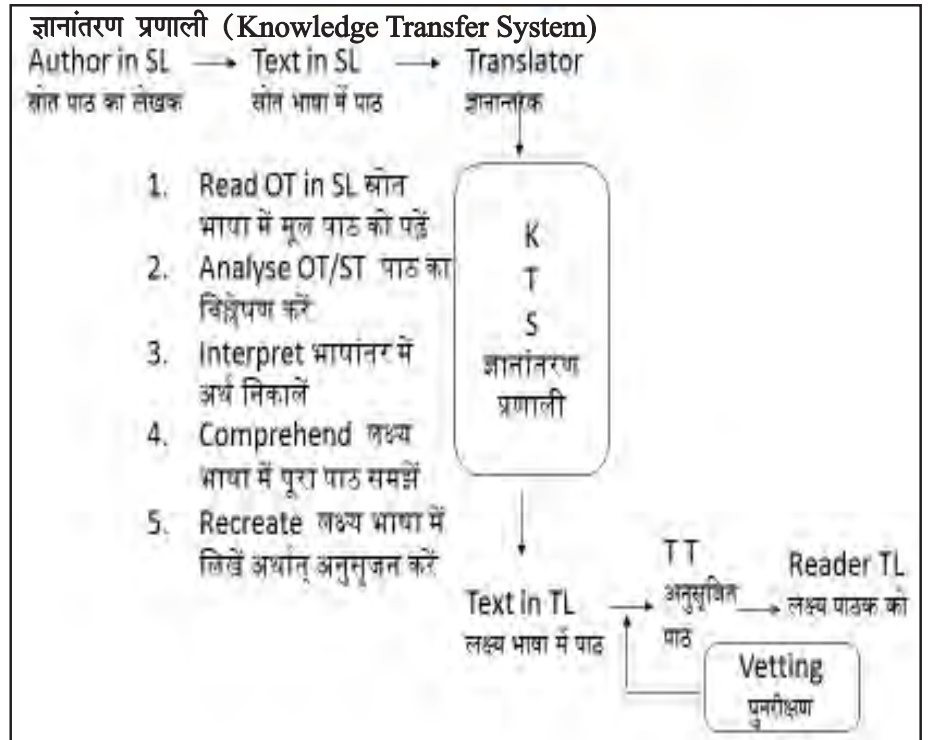 ज्ञानांतरण प्रणाली (Knowledge Transfer System)
Author in SL → Text in SL → Translator
स्रोत पाठ का लेखक स्रोत भाषा में पाठ ज्ञानान्तरक
1. Read OT in SL स्रोत
भाषा में मूल पाठ को पढ़ें
2. Analyse OT/ST पाठ का
विश्लेषण करें
3. Interpret भाषांतर में
अर्थ निकालें
4. Comprehend लक्ष्य
भाषा में पूरा पाठ समझें
5. Recreate लक्ष्य भाषा में
लिखें अर्थात् अनुसृजन करें
K
T
S
ज्ञानांतरण
प्रणाली
Text in TL
लक्ष्य भाषा में पाठ
TT
अनुसृजित
पाठ
Reader TL
लक्ष्य पाठक को
Vetting
पुनरीक्षण